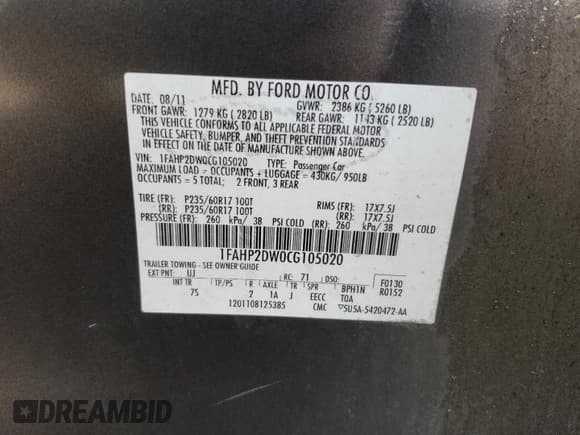 MFD. BY FORD MOTOR CO.
DATE: 08/11 GVWR: 2386 KG ( 5260 LB)
FRONT GAWR: 1279 KG ( 2820 LB) REAR GAWR: 1143 KG ( 2520 LB)
THIS VEHICLE CONFORMS TO ALL APPLICABLE FEDERAL MOTOR
VEHICLE SAFETY, BUMPER, AND THEFT PREVENTION STANDARDS
IN EFFECT ON THE DATE OF MANUFACTURE SHOWN ABOVE.
VIN: 1FAHP2DW0CG105020 TYPE: Passenger Car
MAXIMUM LOAD = OCCUPANTS + LUGGAGE = 430KG/ 950LB
OCCUPANTS = 5 TOTAL; 2 FRONT, 3 REAR
TIRE (FR): P235/60R17 100T RIMS (FR): 17X7.5J
(RR): P235/60R17 100T (RR): 17X7.5J
PRESSURE (FR): 260 kPa/ 38 PSI COLD (RR): 260 kPa/ 38 PSI COLD
1FAHP2DW0CG105020
TRAILER TOWING - SEE OWNER GUIDE
EXT PNT: UJ RC: 71 DSO: F0130
INT TR TP/PS R AXLE TR SPR BPH1N R0152
75 2 1A J EECC TOA
1201108125385 CMC ▽5U5A-5420472-AA
DREAMBID